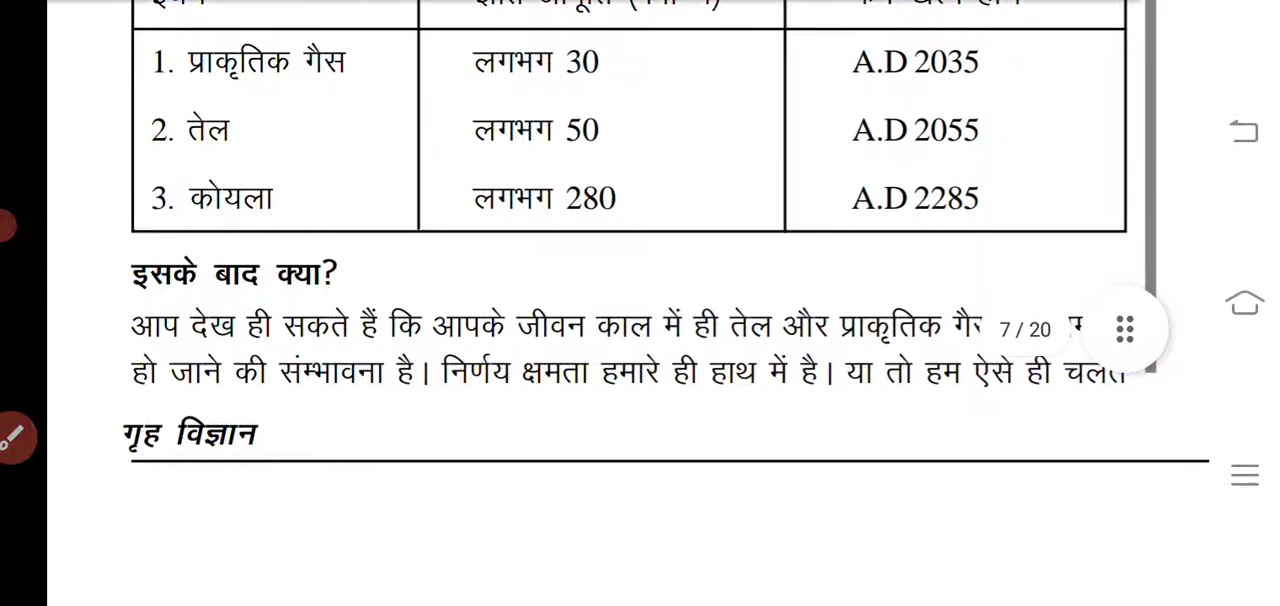 1. प्राकृतिक गैस लगभग 30 A.D 2035
2. तेल लगभग 50 A.D 2055
3. कोयला लगभग 280 A.D 2285
इसके बाद क्या?
आप देख ही सकते हैं कि आपके जीवन काल में ही तेल और प्राकृतिक 7 / 20
हो जाने की संम्भावना है। निर्णय क्षमता हमारे ही हाथ में है। या तो हम ऐसे ही चलते
गृह विज्ञान